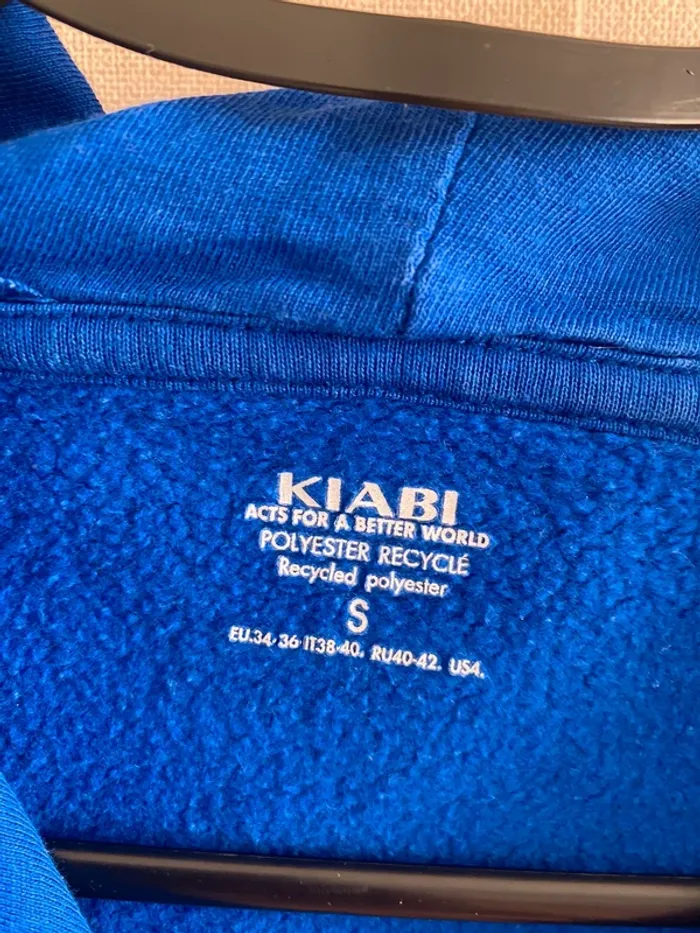 KIABI
ACTS FOR A BETTER WORLD
POLYESTER RECYCLÉ
Recycled polyester
S
EU.34-36 IT38-40. RU40-42. US4.